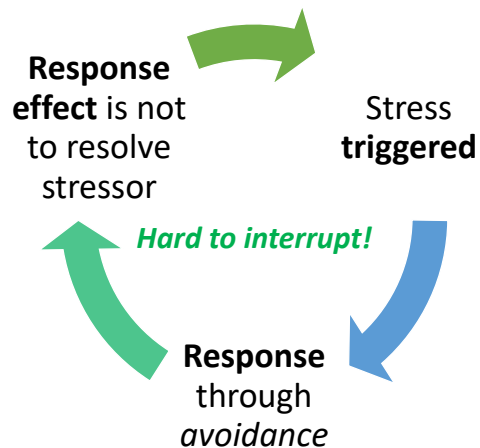 Response
effect is not
to resolve
stressor
Stress
triggered
Hard to interrupt!
Response
through
avoidance